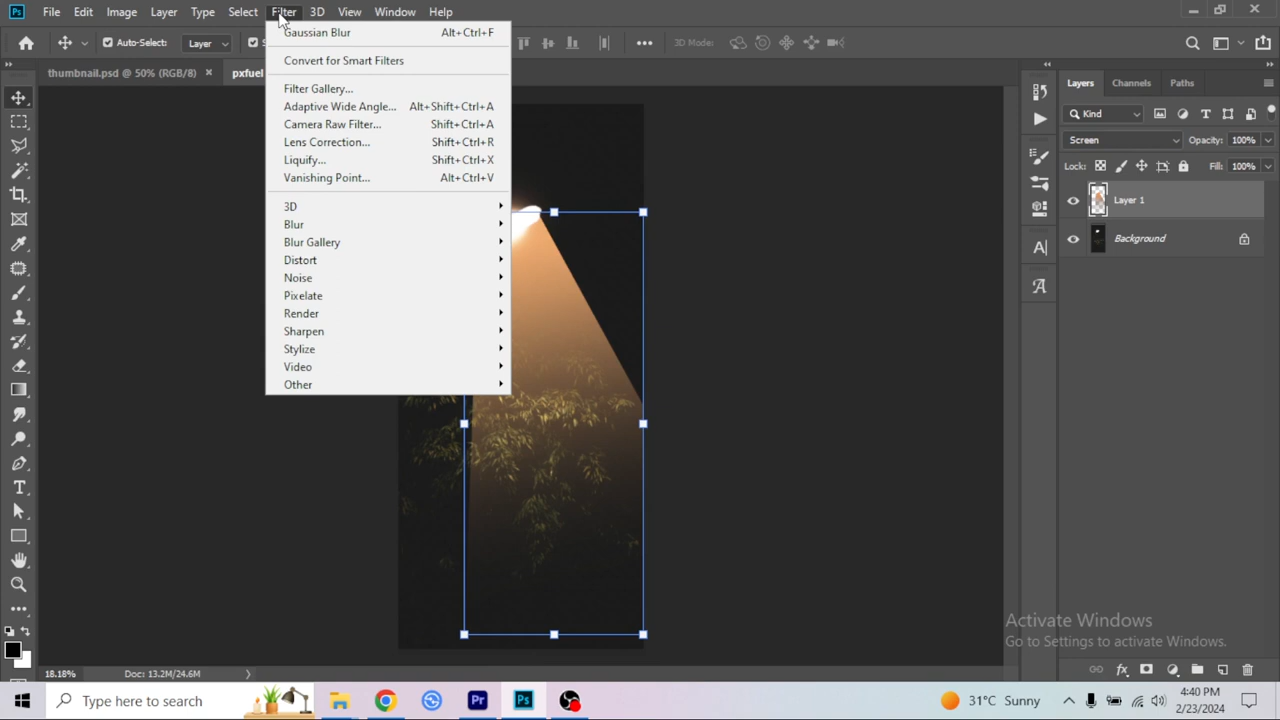 Ps File Edit Image Layer Type Select Filter 3D View Window Help
Auto-Select: Layer 3D Mode:
thumbnail.psd @ 50% (RGB/8) × pxfuel
Gaussian Blur Alt+Ctrl+F
Convert for Smart Filters
Filter Gallery...
Adaptive Wide Angle... Alt+Shift+Ctrl+A
Camera Raw Filter... Shift+Ctrl+A
Lens Correction... Shift+Ctrl+R
Liquify... Shift+Ctrl+X
Vanishing Point... Alt+Ctrl+V
3D
Blur
Blur Gallery
Distort
Noise
Pixelate
Render
Sharpen
Stylize
Video
Other
Layers Channels Paths
Kind
Screen Opacity: 100%
Lock: Fill: 100%
Layer 1
Background
Activate Windows
Go to Settings to activate Windows.
18.18% Doc: 13.2M/24.6M
Type here to search
Pr Ps
31°C Sunny
4:40 PM
2/23/2024